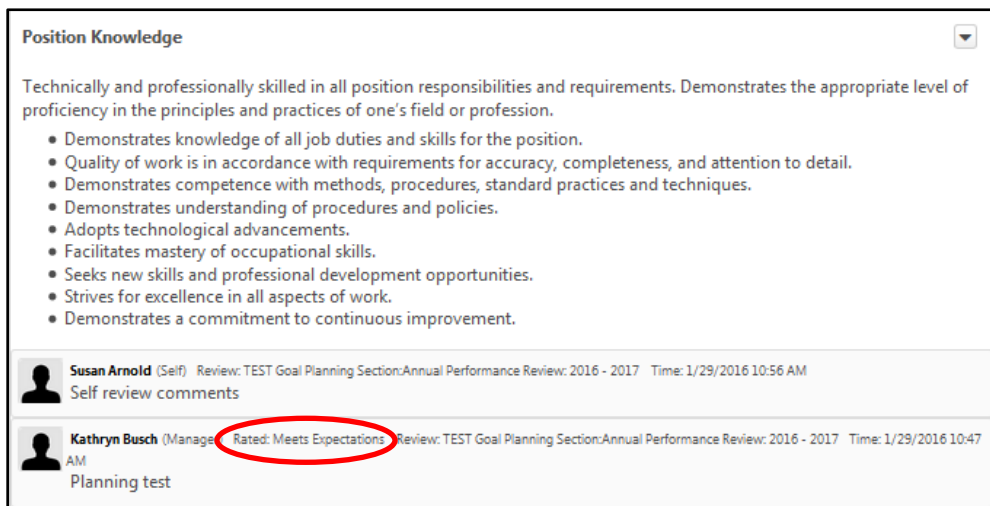 Position Knowledge
Technically and professionally skilled in all position responsibilities and requirements. Demonstrates the appropriate level of
proficiency in the principles and practices of one's field or profession.
• Demonstrates knowledge of all job duties and skills for the position.
• Quality of work is in accordance with requirements for accuracy, completeness, and attention to detail.
• Demonstrates competence with methods, procedures, standard practices and techniques.
• Demonstrates understanding of procedures and policies.
• Adopts technological advancements.
• Facilitates mastery of occupational skills.
• Seeks new skills and professional development opportunities.
• Strives for excellence in all aspects of work.
• Demonstrates a commitment to continuous improvement.
Susan Arnold (Self) Review: TEST Goal Planning Section:Annual Performance Review: 2016 - 2017 Time: 1/29/2016 10:56 AM
Self review comments
Kathryn Busch (Manage Rated: Meets Expectations Review: TEST Goal Planning Section:Annual Performance Review: 2016 - 2017 Time: 1/29/2016 10:47
AM
Planning test